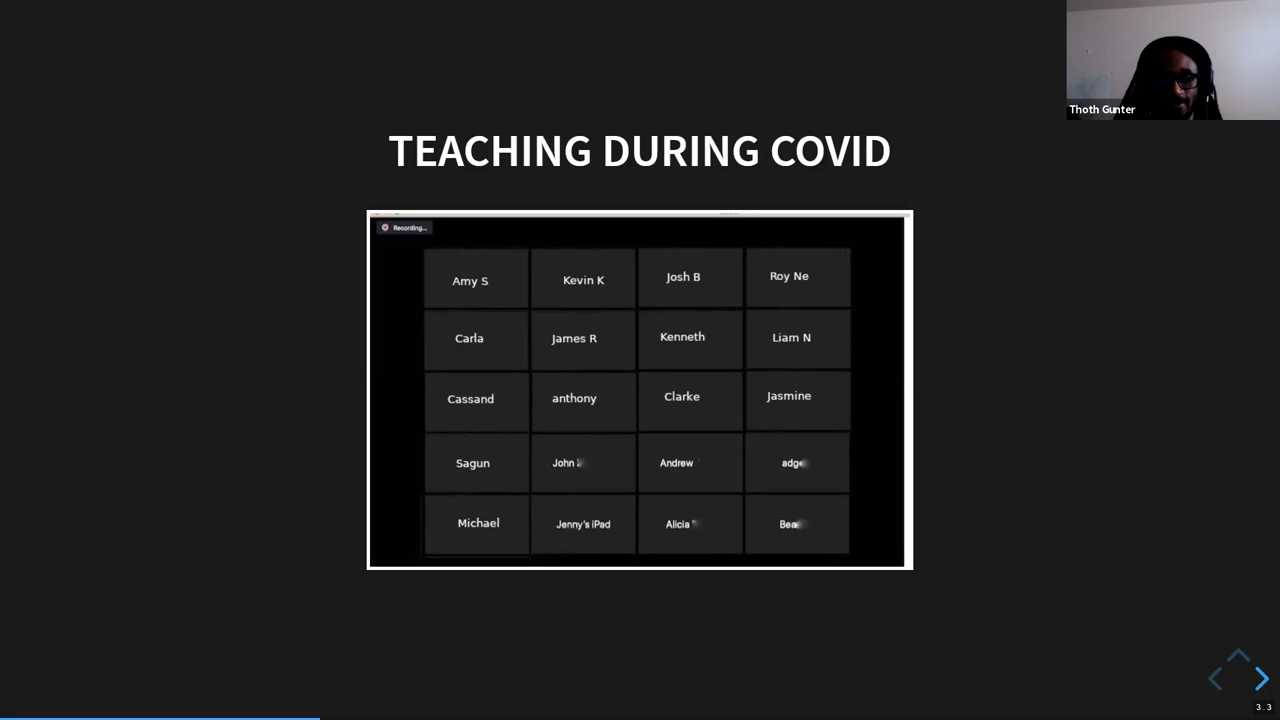 Thoth Gunter
TEACHING DURING COVID
Recording...
Amy S
Kevin K
Josh B
Roy Ne
Carla
James R
Kenneth
Liam N
Cassand
anthony
Clarke
Jasmine
Sagun
John
Andrew
Michael
Jenny's iPad
Alicia
3.3